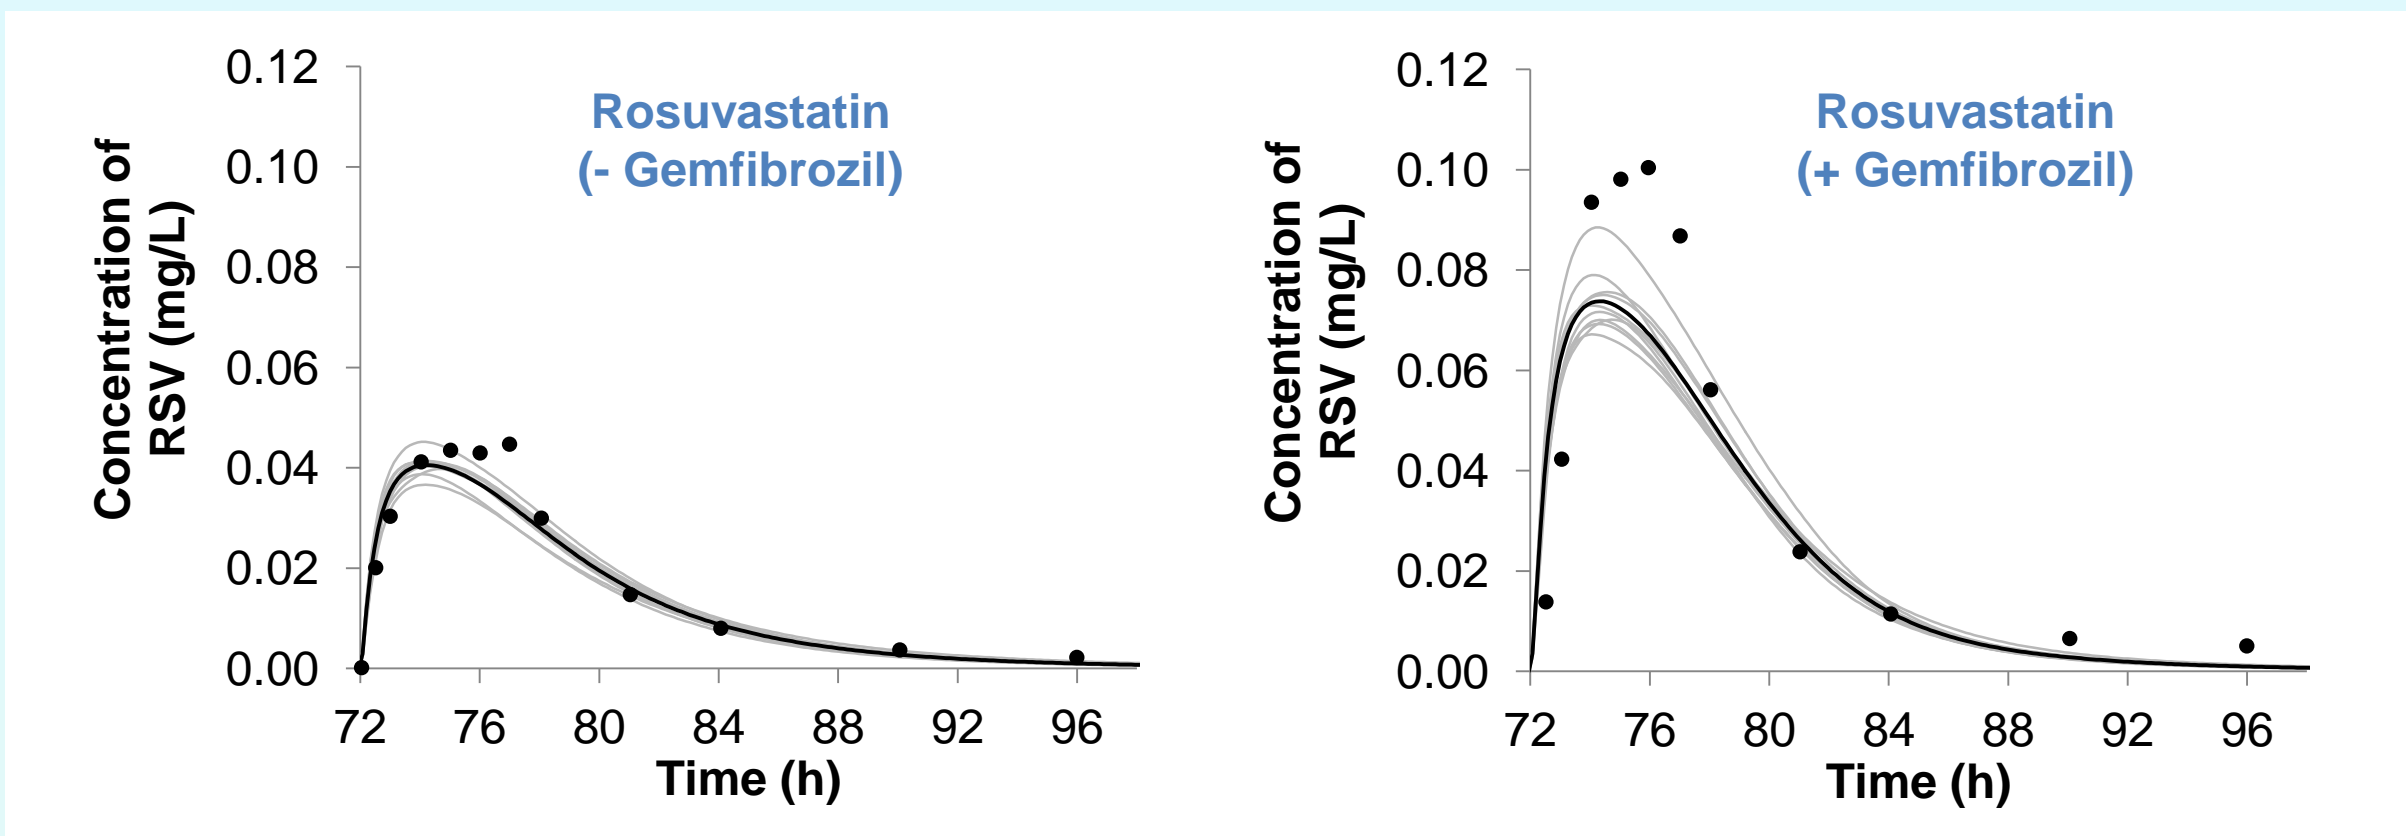 Rosuvastatin
(- Gemfibrozil)
Concentration of
RSV (mg/L)
0.12
0.10
0.08
0.06
0.04
0.02
0.00
72 76 80 84 88 92 96
Time (h)
Rosuvastatin
(+ Gemfibrozil)
Concentration of
RSV (mg/L)
0.12
0.10
0.08
0.06
0.04
0.02
0.00
72 76 80 84 88 92 96
Time (h)